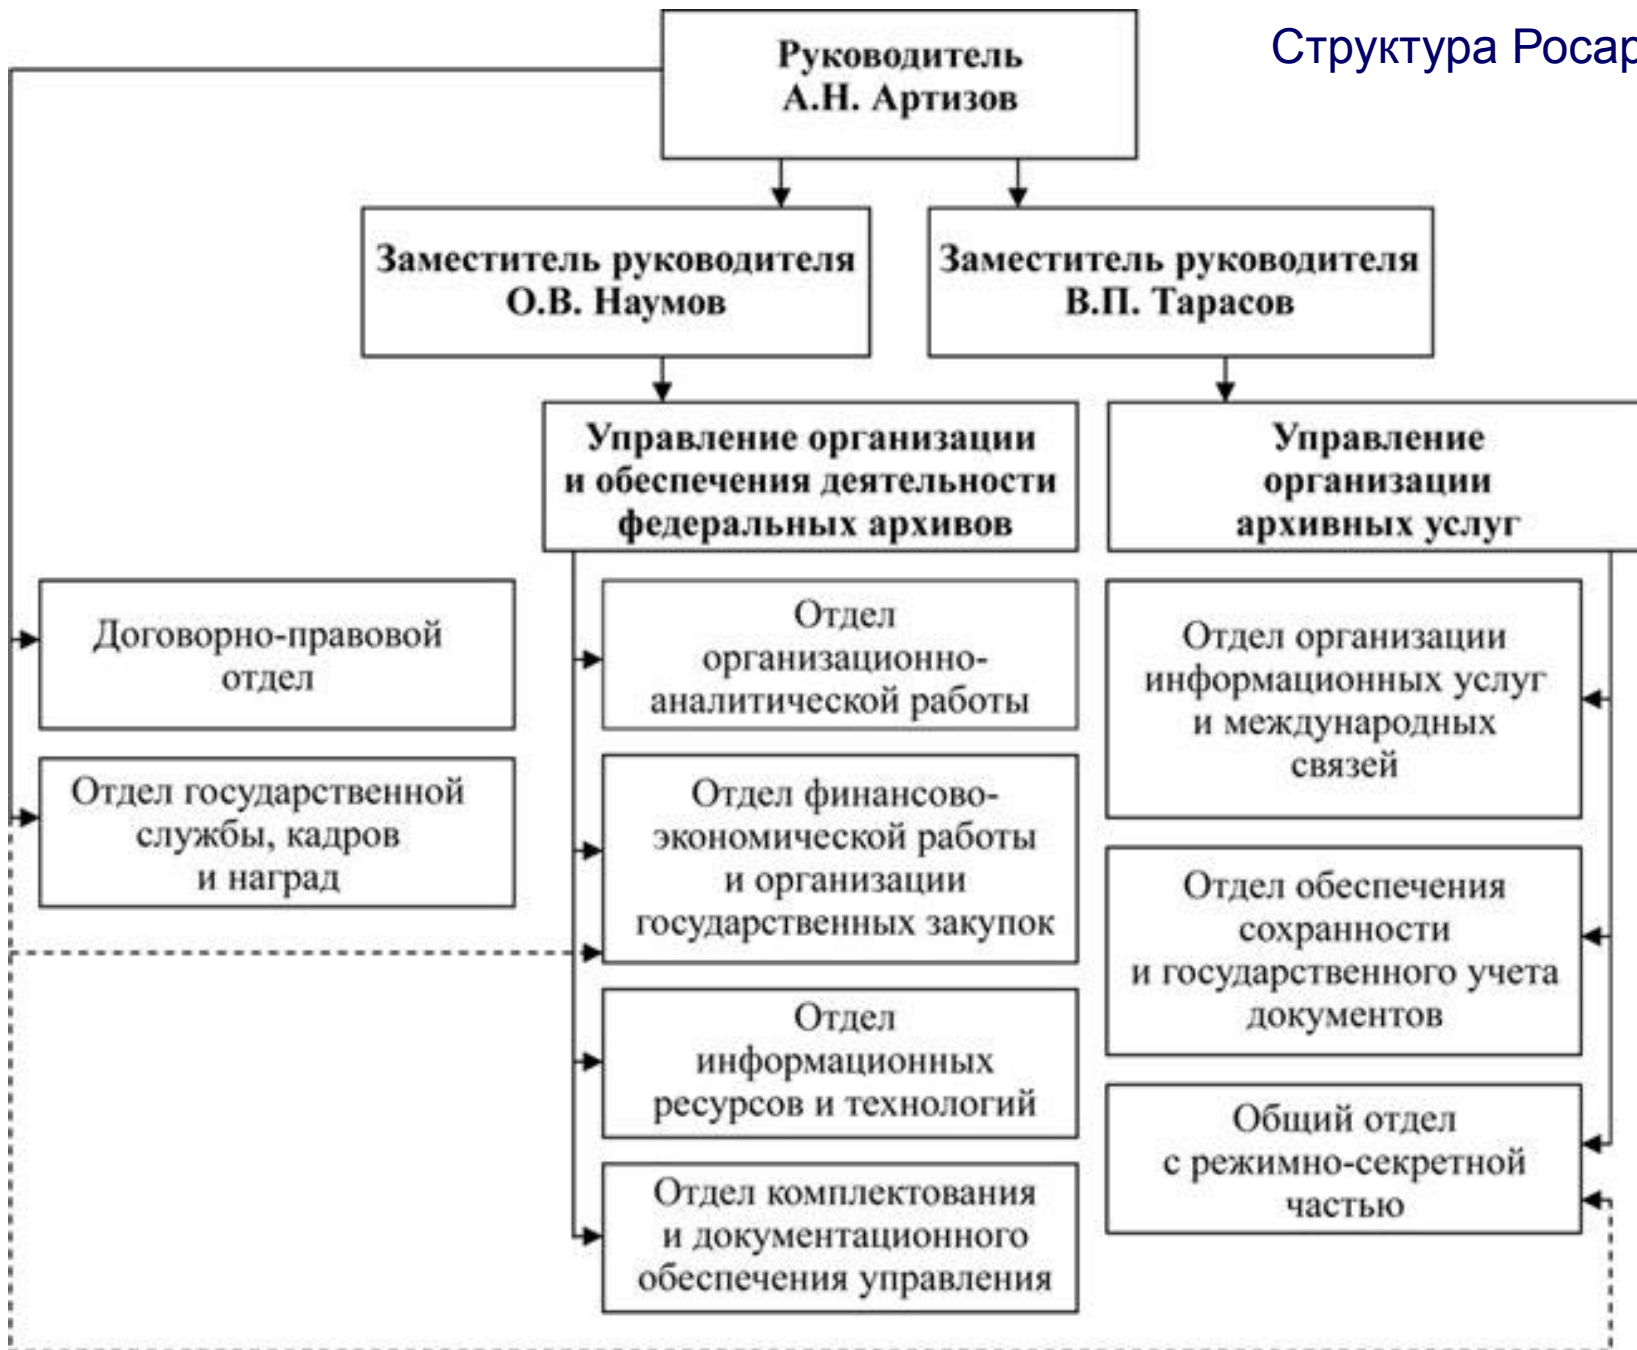 Структура Росар
Руководитель
А.Н. Артизов
Заместитель руководителя
О.В. Наумов
Заместитель руководителя
В.П. Тарасов
Управление организации
и обеспечения деятельности
федеральных архивов
Управление
организации
архивных услуг
Договорно-правовой
отдел
Отдел государственной
службы, кадров
и наград
Отдел
организационно-
аналитической работы
Отдел финансово-
экономической работы
и организации
государственных закупок
Отдел
информационных
ресурсов и технологий
Отдел комплектования
и документационного
обеспечения управления
Отдел организации
информационных услуг
и международных
связей
Отдел обеспечения
сохранности
и государственного учета
документов
Общий отдел
с режимно-секретной
частью